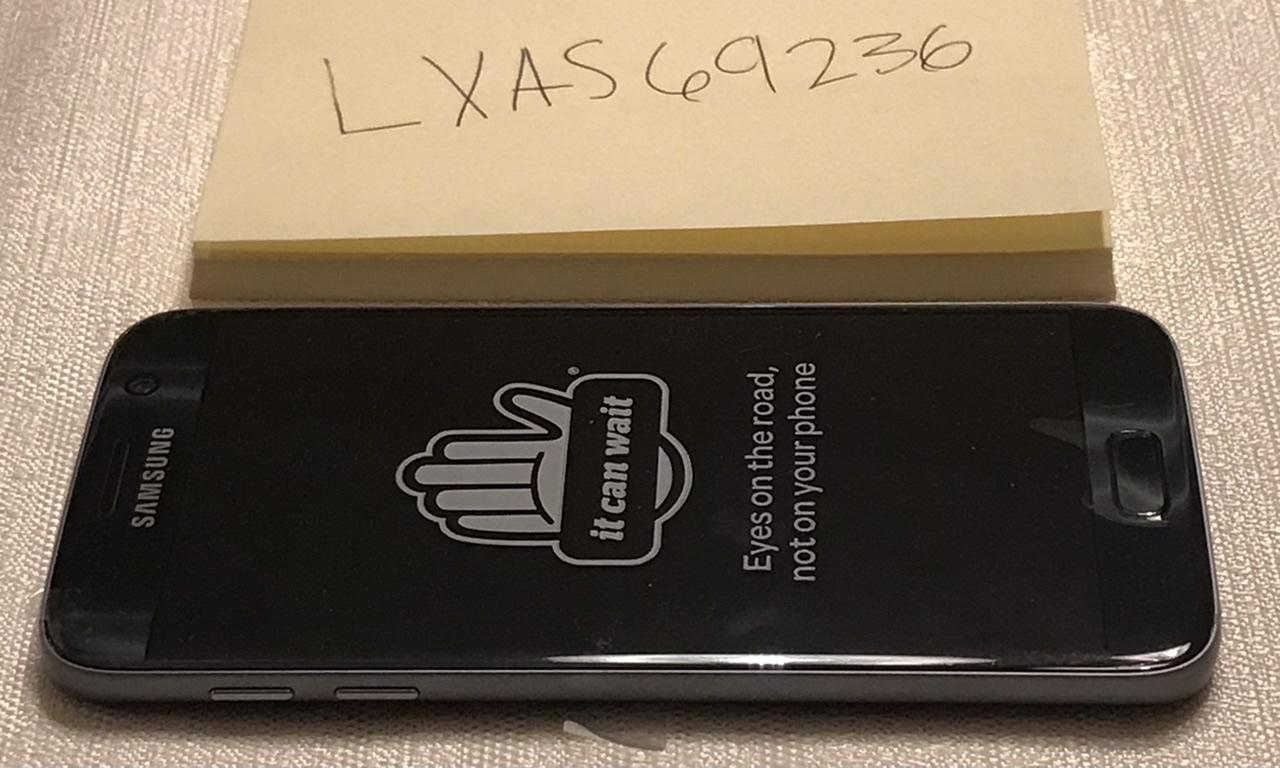 LXAS69236
SAMSUNG
it can wait
Eyes on the road,
not on your phone